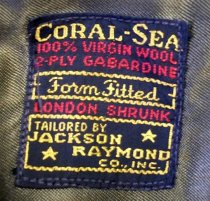 CORAL-SEA
100% VIRGIN WOOL
2-PLY GABARDINE
Form Fitted
LONDON SHRUNK
TAILORED BY
JACKSON
RAYMOND
CO., INC.